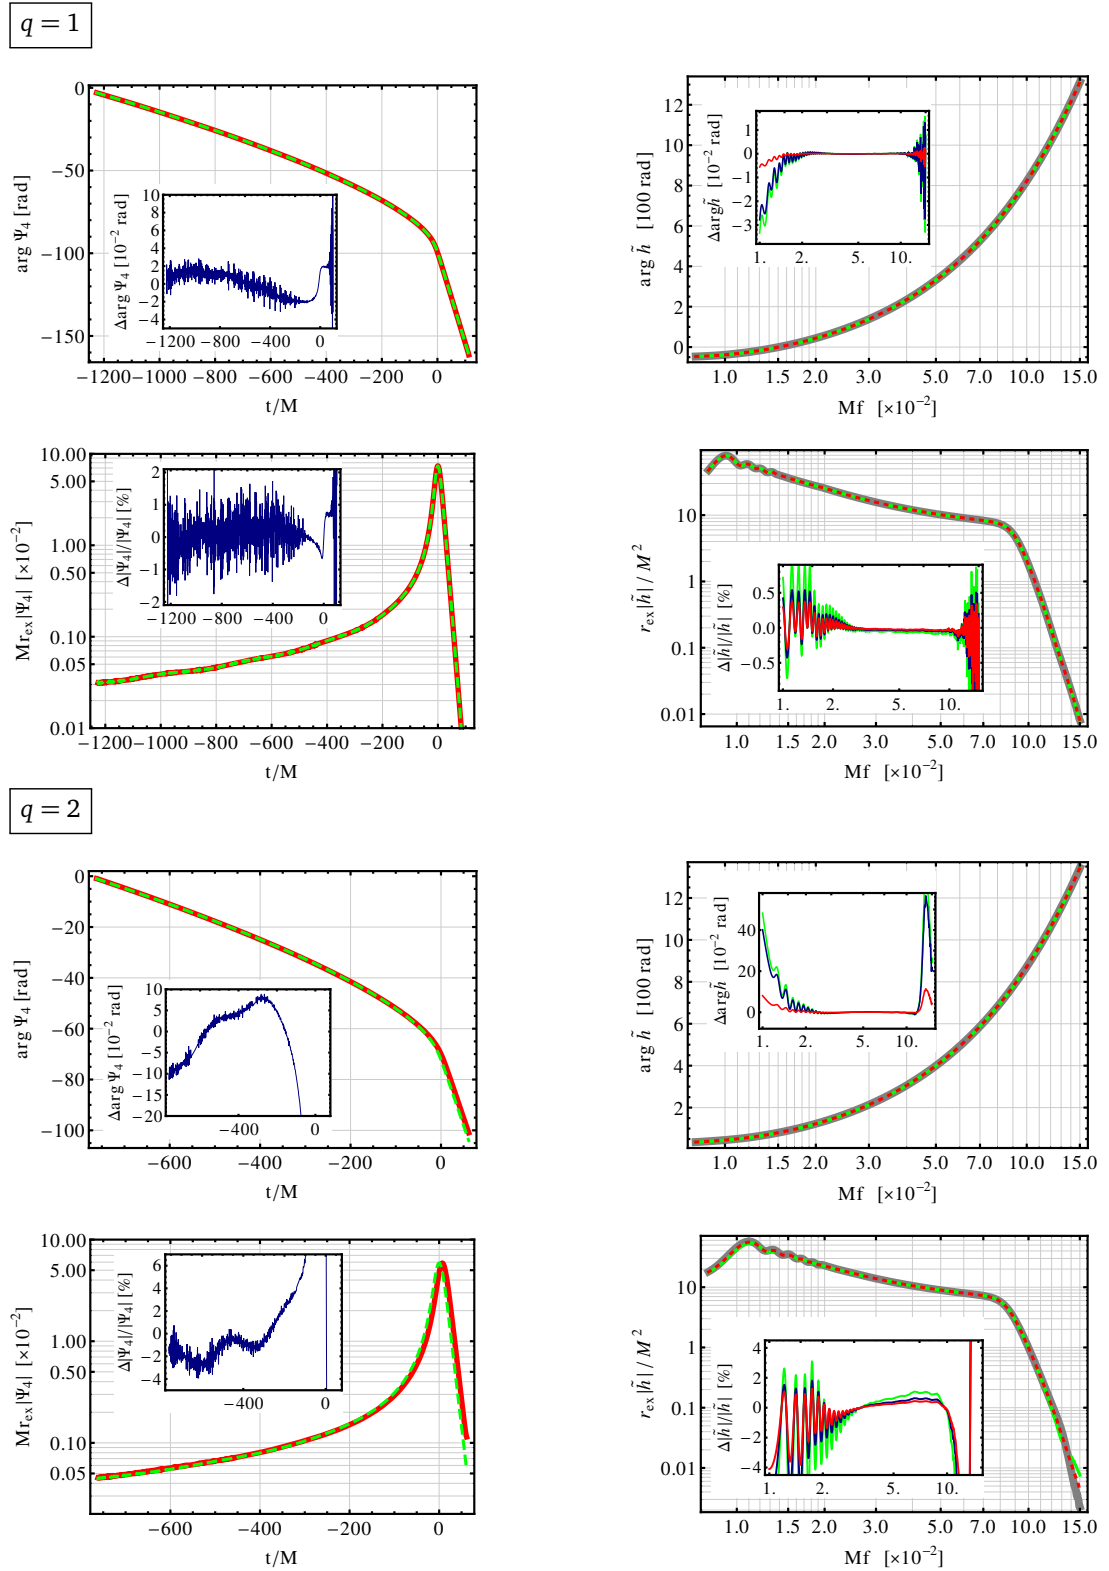 q = 1
0
−50
−100
−150
arg Ψ4 [rad]
10
8
6
4
2
0
−2
−4
Δarg Ψ4 [10−2 rad]
−1200 −800 −400 0
−1200 −1000 −800 −600 −400 −200 0
t/M
12
10
8
6
4
2
0
arg h̃ [100 rad]
1
0
−1
−2
−3
Δarg h̃ [10−2 rad]
1. 2. 5. 10.
1.0 1.5 2.0 3.0 5.0 7.0 10.0 15.0
Mf [×10−2]
10.00
5.00
1.00
0.50
0.10
0.05
0.01
Mrex|Ψ4| [×10−2]
2
1
0
−1
−2
Δ|Ψ4|/|Ψ4| [%]
−1200 −800 −400 0
−1200 −1000 −800 −600 −400 −200 0
t/M
10
1
0.1
0.01
rex|h̃| / M2
0.5
0.0
−0.5
Δ|h̃|/|h̃| [%]
1. 2. 5. 10.
1.0 2.0 3.0 5.0 7.0 10.0 15.0
Mf [×10−2]
q = 2
0
−20
−40
−60
−80
−100
arg Ψ4 [rad]
10
5
0
−5
−10
−15
−20
Δarg Ψ4 [10−2 rad]
−400 0
−600 −400 −200 0
t/M
12
10
8
6
4
2
arg h̃ [100 rad]
40
20
0
Δarg h̃ [10−2 rad]
1. 2. 5. 10.
1.0 1.5 2.0 3.0 5.0 7.0 10.0 15.0
Mf [×10−2]
10.00
5.00
1.00
0.50
0.10
0.05
Mrex|Ψ4| [×10−2]
6
4
2
0
−2
−4
Δ|Ψ4|/|Ψ4| [%]
−400 0
−600 −400 −200 0
t/M
10
1
0.1
0.01
rex|h̃| / M2
4
2
0
−2
−4
Δ|h̃|/|h̃| [%]
1. 2. 5. 10.
1.0 2.0 3.0 5.0 7.0 10.0 15.0
Mf [×10−2]